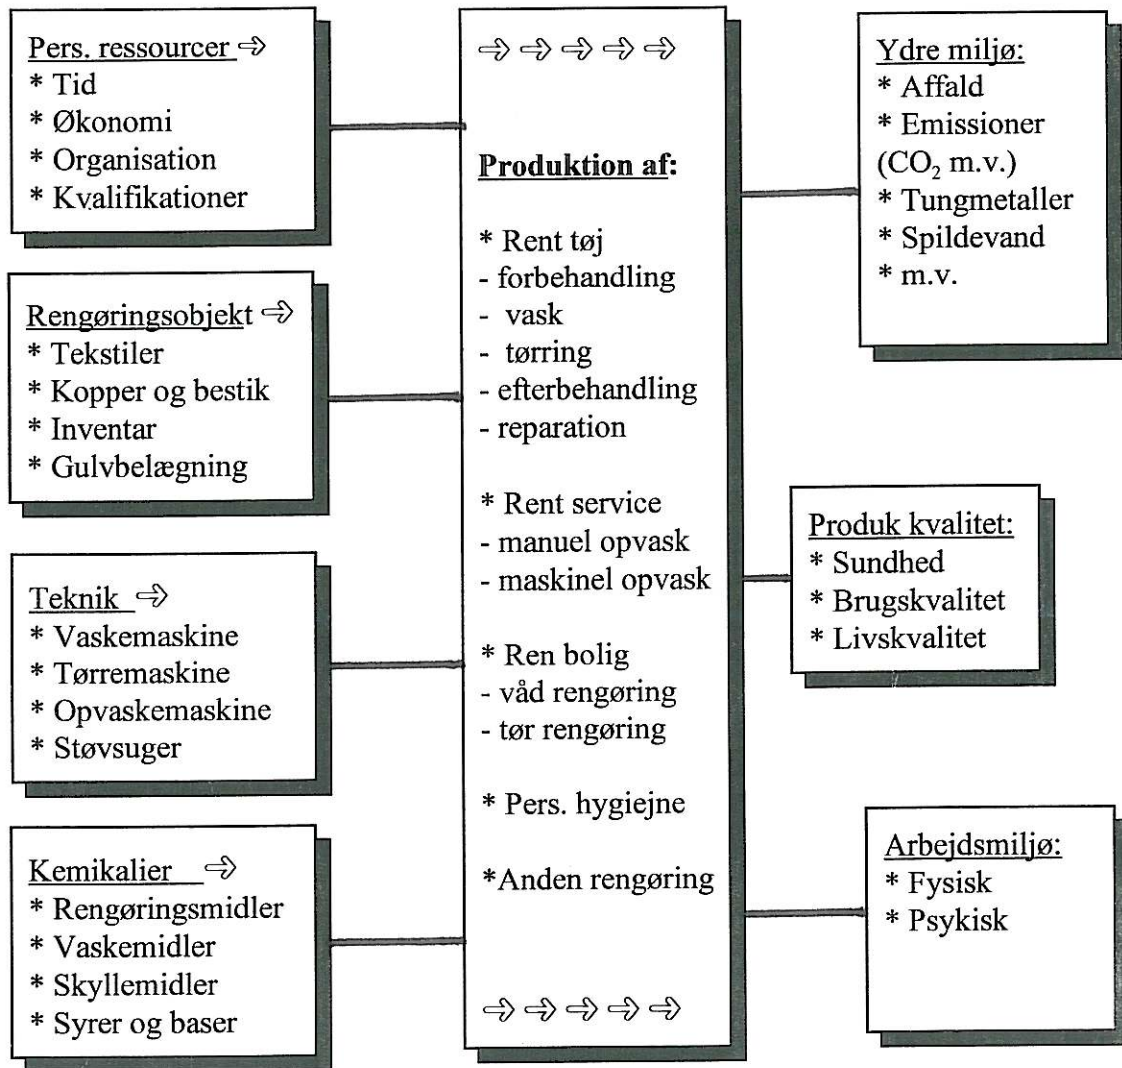 Pers. ressourcer ⇨
* Tid
* Økonomi
* Organisation
* Kvalifikationer
Rengøringsobjekt ⇨
* Tekstiler
* Kopper og bestik
* Inventar
* Gulvbelægning
Teknik ⇨
* Vaskemaskine
* Tørremaskine
* Opvaskemaskine
* Støvsuger
Kemikalier ⇨
* Rengøringsmidler
* Vaskemidler
* Skyllemidler
* Syrer og baser
⇨ ⇨ ⇨ ⇨ ⇨
Produktion af:
* Rent tøj
- forbehandling
- vask
- tørring
- efterbehandling
- reparation
* Rent service
- manuel opvask
- maskinel opvask
* Ren bolig
- våd rengøring
- tør rengøring
* Pers. hygiejne
*Anden rengøring
⇨ ⇨ ⇨ ⇨ ⇨
Ydre miljø:
* Affald
* Emissioner
(CO₂ m.v.)
* Tungmetaller
* Spildevand
* m.v.
Produk kvalitet:
* Sundhed
* Brugskvalitet
* Livskvalitet
Arbejdsmiljø:
* Fysisk
* Psykisk